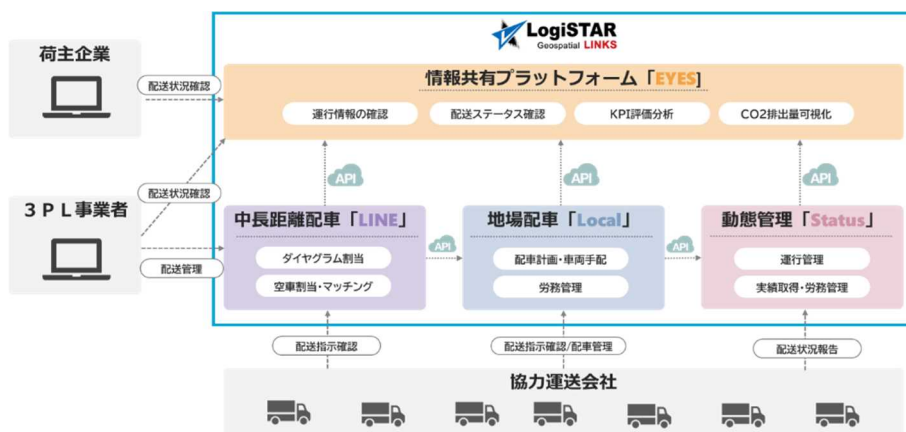 LogiSTAR
Geospatial LINKS
荷主企業
配送状況確認
情報共有プラットフォーム「EYES]
運行情報の確認
配送ステータス確認
KPI評価分析
CO2排出量可視化
API
API
API
3PL事業者
配送状況確認
配送管理
中長距離配車「LINE」
ダイヤグラム割当
空車割当・マッチング
API
地場配車「Local」
配車計画・車両手配
労務管理
API
動態管理「Status」
運行管理
実績取得・労務管理
配送指示確認
配送指示確認/配車管理
配送状況報告
協力運送会社